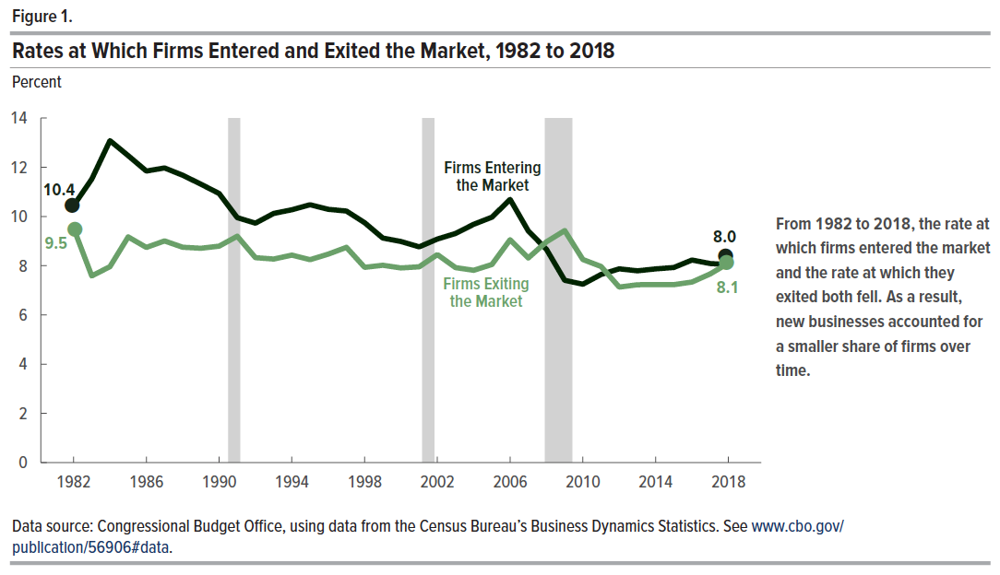 Figure 1.
Rates at Which Firms Entered and Exited the Market, 1982 to 2018
Percent
14
12
10
8
6
4
2
0
10.4
9.5
Firms Entering
the Market
Firms Exiting
the Market
8.0
8.1
1982 1986 1990 1994 1998 2002 2006 2010 2014 2018
From 1982 to 2018, the rate at
which firms entered the market
and the rate at which they
exited both fell. As a result,
new businesses accounted for
a smaller share of firms over
time.
Data source: Congressional Budget Office, using data from the Census Bureau’s Business Dynamics Statistics. See www.cbo.gov/
publication/56906#data.